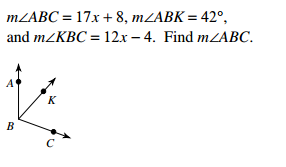 m∠ABC = 17x + 8, m∠ABK = 42°,
and m∠KBC = 12x – 4.  Find m∠ABC.
A
K
B
C